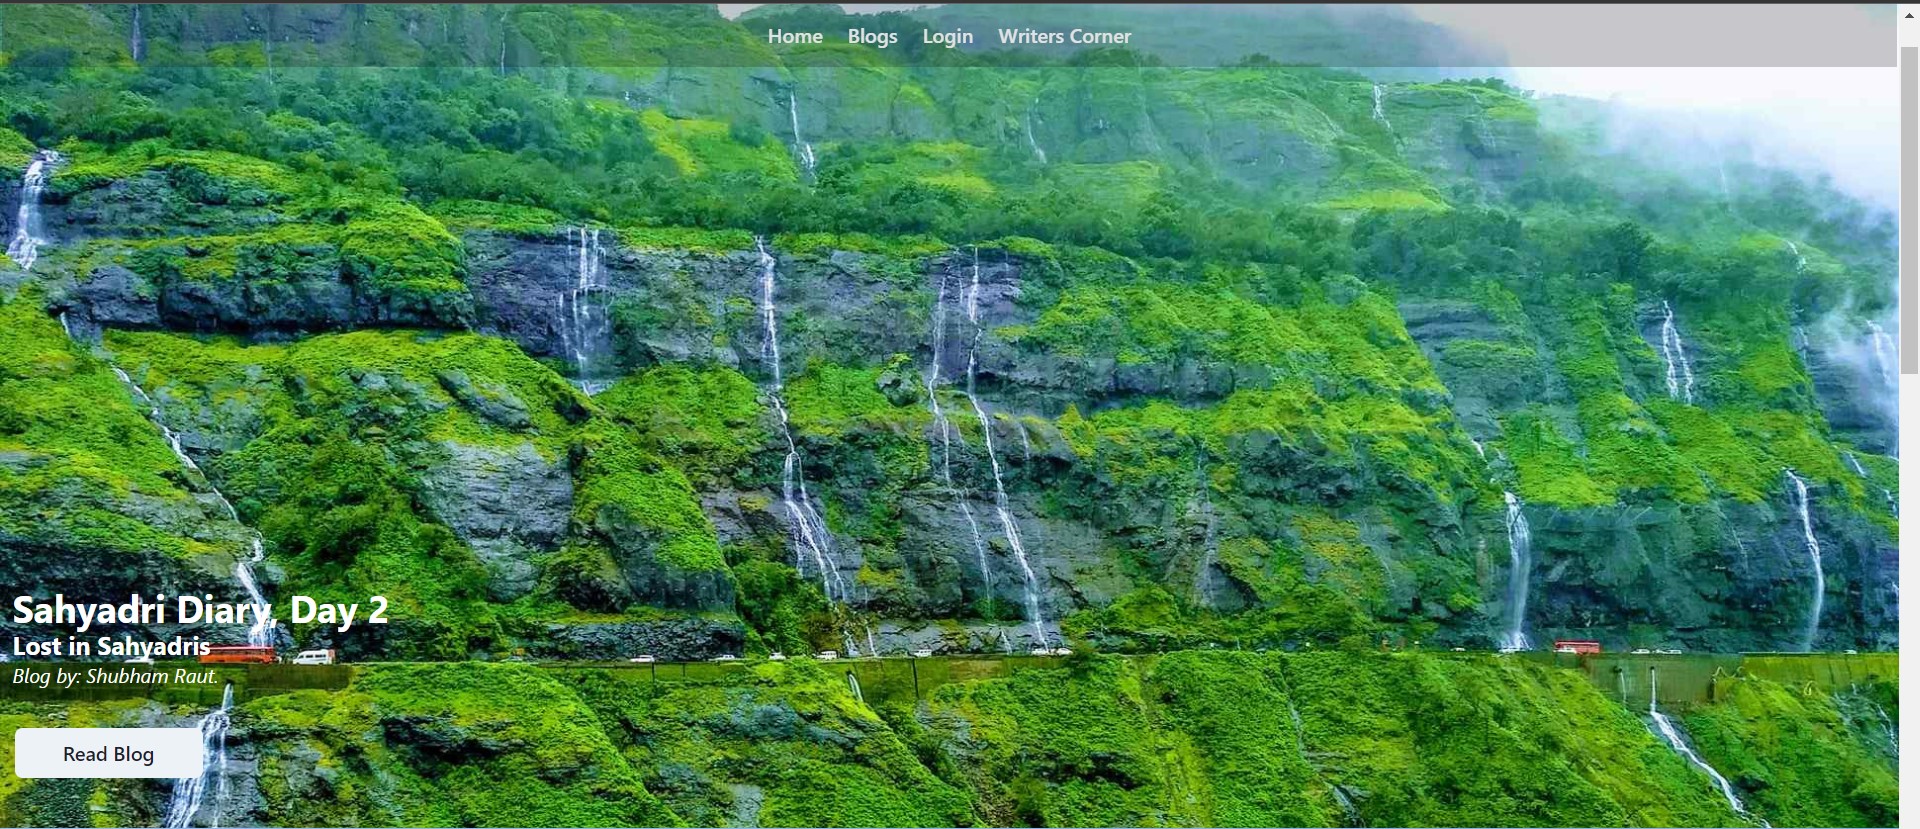 Home Blogs Login Writers Corner
Sahyadri Diary, Day 2
Lost in Sahyadris
Blog by: Shubham Raut.
Read Blog